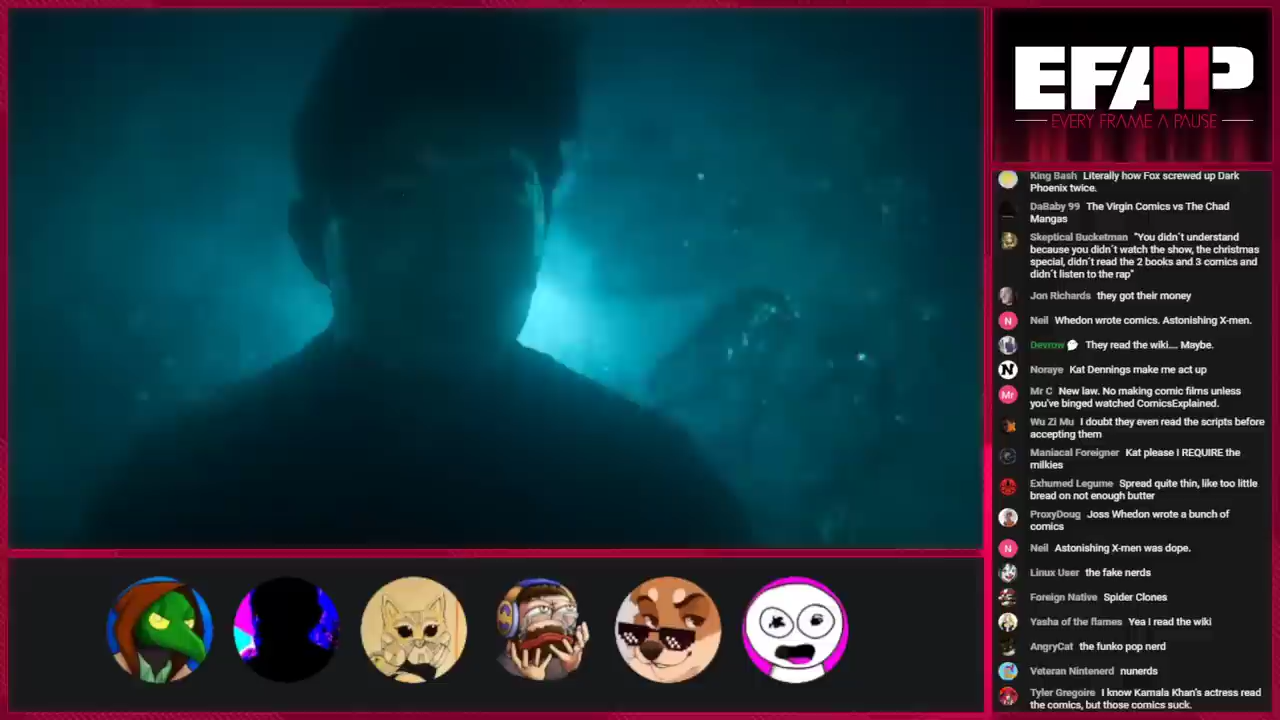 EFAP
EVERY FRAME A PAUSE
King Bash Literally how Fox screwed up Dark
Phoenix twice.
DaBaby 99 The Virgin Comics vs The Chad
Mangas
Skeptical Bucketman "You didn´t understand
because you didn´t watch the show, the christmas
special, didn´t read the 2 books and 3 comics and
didn´t listen to the rap"
Jon Richards they got their money
N Neil Whedon wrote comics. Astonishing X-men.
Devrow They read the wiki.... Maybe.
N Noraye Kat Dennings make me act up
Mr Mr C New law. No making comic films unless
you've binged watched ComicsExplained.
Wu Zi Mu I doubt they even read the scripts before
accepting them
Maniacal Foreigner Kat please I REQUIRE the
milkies
Exhumed Legume Spread quite thin, like too little
bread on not enough butter
ProxyDoug Joss Whedon wrote a bunch of
comics
N Neil Astonishing X-men was dope.
Linux User the fake nerds
Foreign Native Spider Clones
Yasha of the flames Yea I read the wiki
AngryCat the funko pop nerd
Veteran Nintenerd nunerds
Tyler Gregoire I know Kamala Khan's actress read
the comics, but those comics suck.